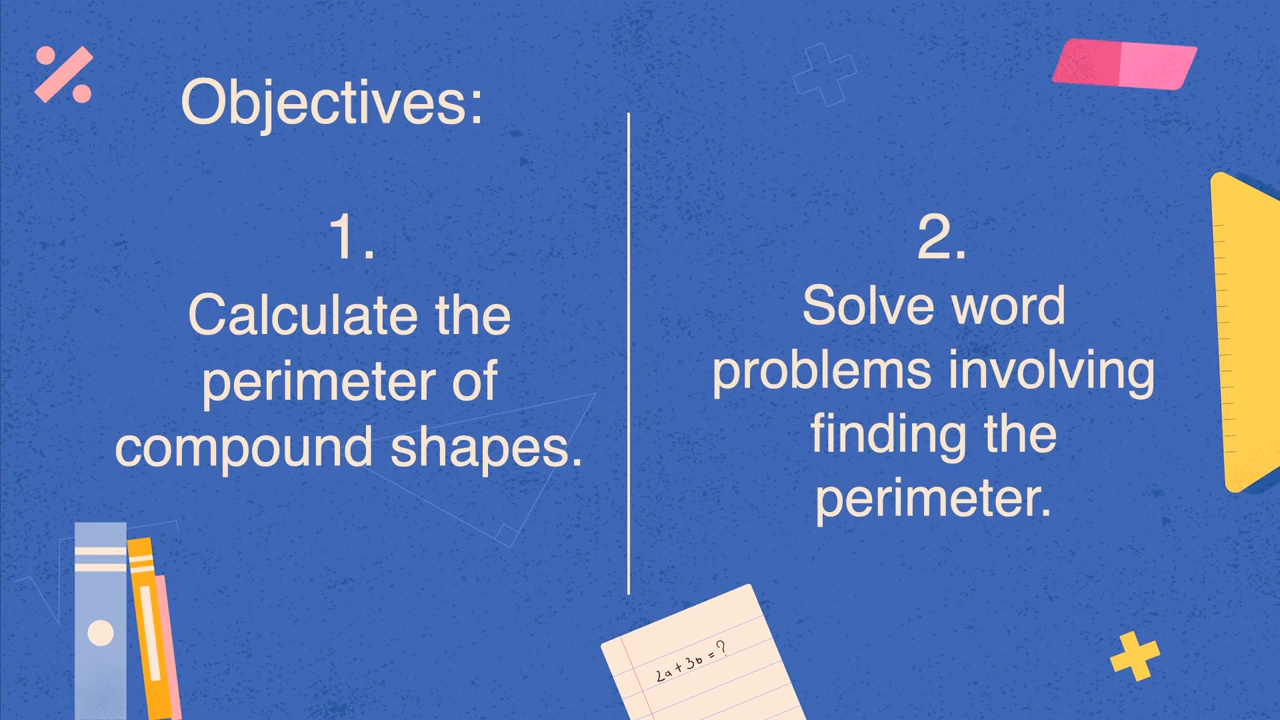 Objectives:
1.
Calculate the
perimeter of
compound shapes.
2.
Solve word
problems involving
finding the
perimeter.
2a+3b=?